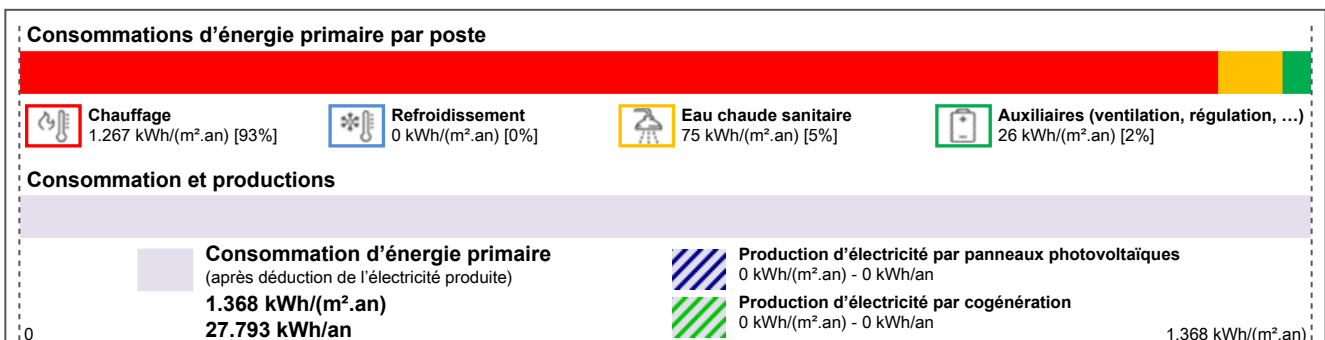 Consommations d'énergie primaire par poste
Chauffage
1.267 kWh/(m².an) [93%]
Refroidissement
0 kWh/(m².an) [0%]
Eau chaude sanitaire
75 kWh/(m².an) [5%]
Auxiliaires (ventilation, régulation, …)
26 kWh/(m².an) [2%]
Consommation et productions
Consommation d'énergie primaire
(après déduction de l'électricité produite)
1.368 kWh/(m².an)
27.793 kWh/an
Production d'électricité par panneaux photovoltaïques
0 kWh/(m².an) - 0 kWh/an
Production d'électricité par cogénération
0 kWh/(m².an) - 0 kWh/an
0
1.368 kWh/(m².an)